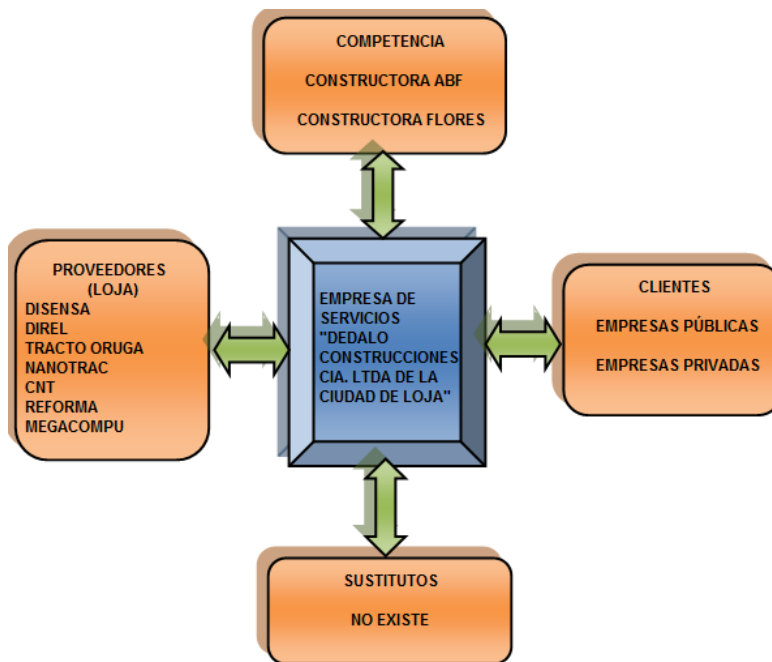 COMPETENCIA
CONSTRUCTORA ABF
CONSTRUCTORA FLORES
PROVEEDORES
(LOJA)
DISENSA
DIREL
TRACTO ORUGA
NANOTRAC
CNT
REFORMA
MEGACOMPU
EMPRESA DE
SERVICIOS
"DEDALO
CONSTRUCCIONES
CIA. LTDA DE LA
CIUDAD DE LOJA"
CLIENTES
EMPRESAS PÚBLICAS
EMPRESAS PRIVADAS
SUSTITUTOS
NO EXISTE